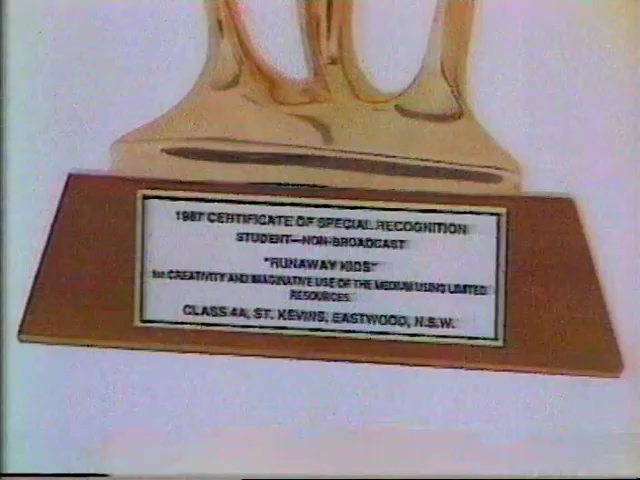 1987 CERTIFICATE OF SPECIAL RECOGNITION
STUDENT—NON-BROADCAST
"RUNAWAY KIDS"
for CREATIVITY AND IMAGINATIVE USE OF THE MEDIUM USING LIMITED
RESOURCES.
CLASS 4A, ST. KEVINS, EASTWOOD, N.S.W.